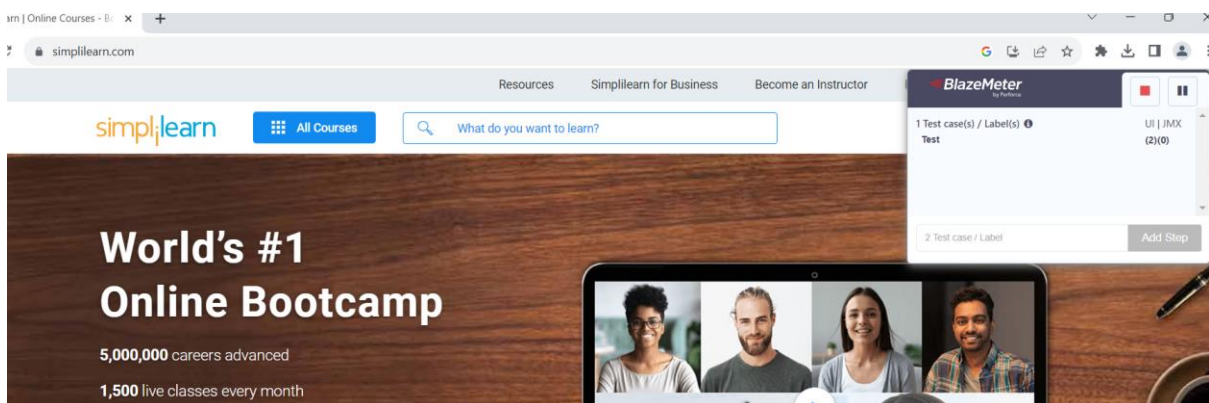 arn | Online Courses - Bo
simplilearn.com
Resources Simplilearn for Business Become an Instructor
BlazeMeter
by Perforce
1 Test case(s) / Label(s) UI | JMX
Test (2)(0)
2 Test case / Label Add Step
simplilearn All Courses What do you want to learn?
World's #1
Online Bootcamp
5,000,000 careers advanced
1,500 live classes every month